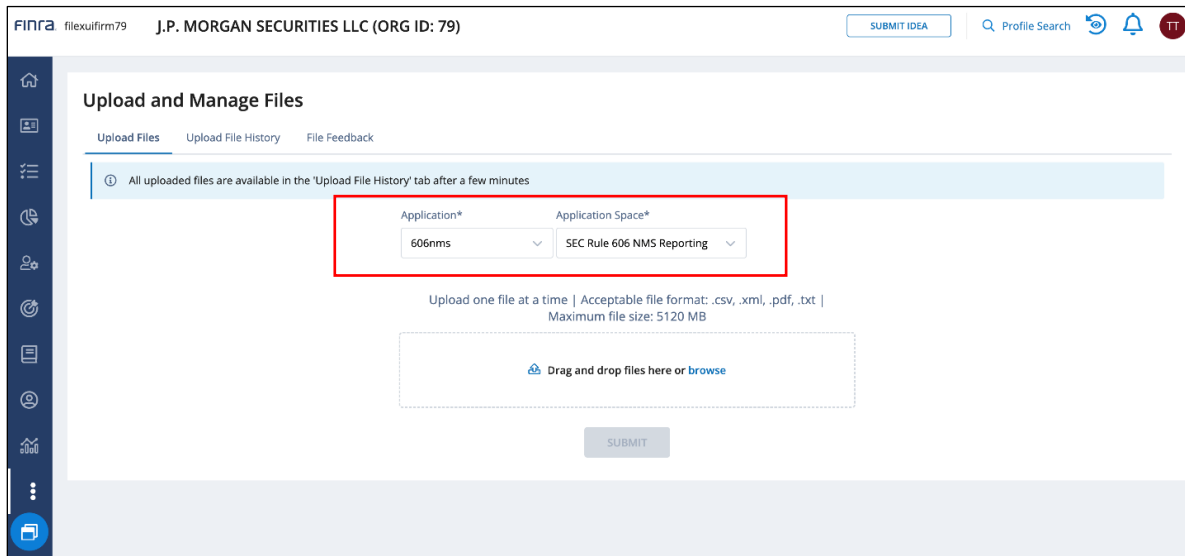 FINRA filexuifirm79 J.P. MORGAN SECURITIES LLC (ORG ID: 79) SUBMIT IDEA Profile Search TT
Upload and Manage Files
Upload Files Upload File History File Feedback
All uploaded files are available in the 'Upload File History' tab after a few minutes
Application* Application Space*
606nms SEC Rule 606 NMS Reporting
Upload one file at a time | Acceptable file format: .csv, .xml, .pdf, .txt |
Maximum file size: 5120 MB
Drag and drop files here or browse
SUBMIT